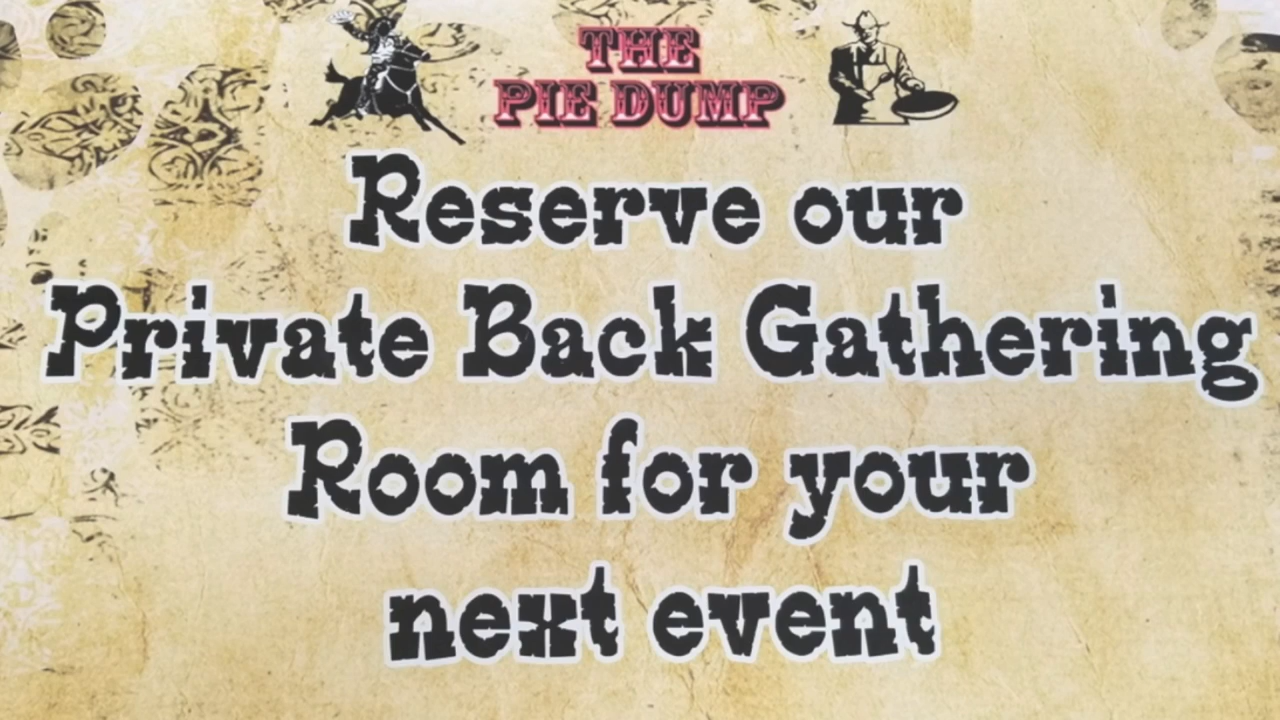 THE
PIE DUMP
Reserve our
Private Back Gathering
Room for your
next event